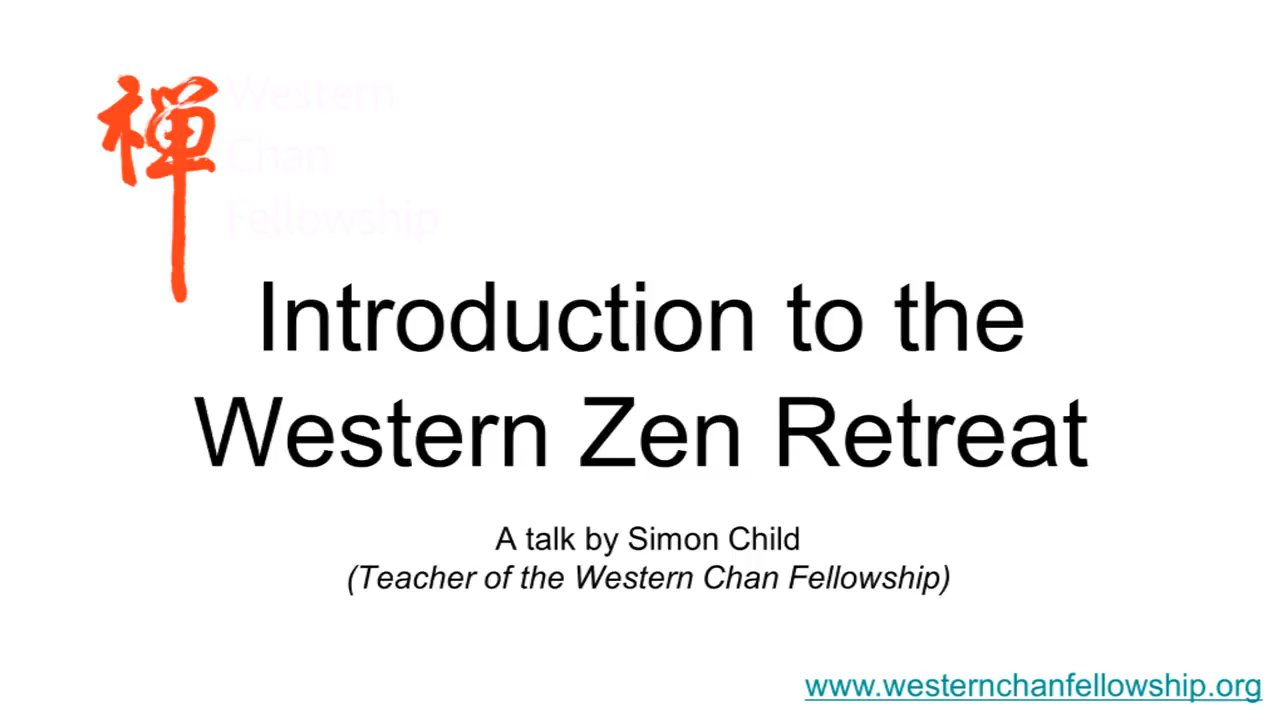 禅
Western
Chan
Fellowship
Introduction to the
Western Zen Retreat
A talk by Simon Child
(Teacher of the Western Chan Fellowship)
www.westernchanfellowship.org